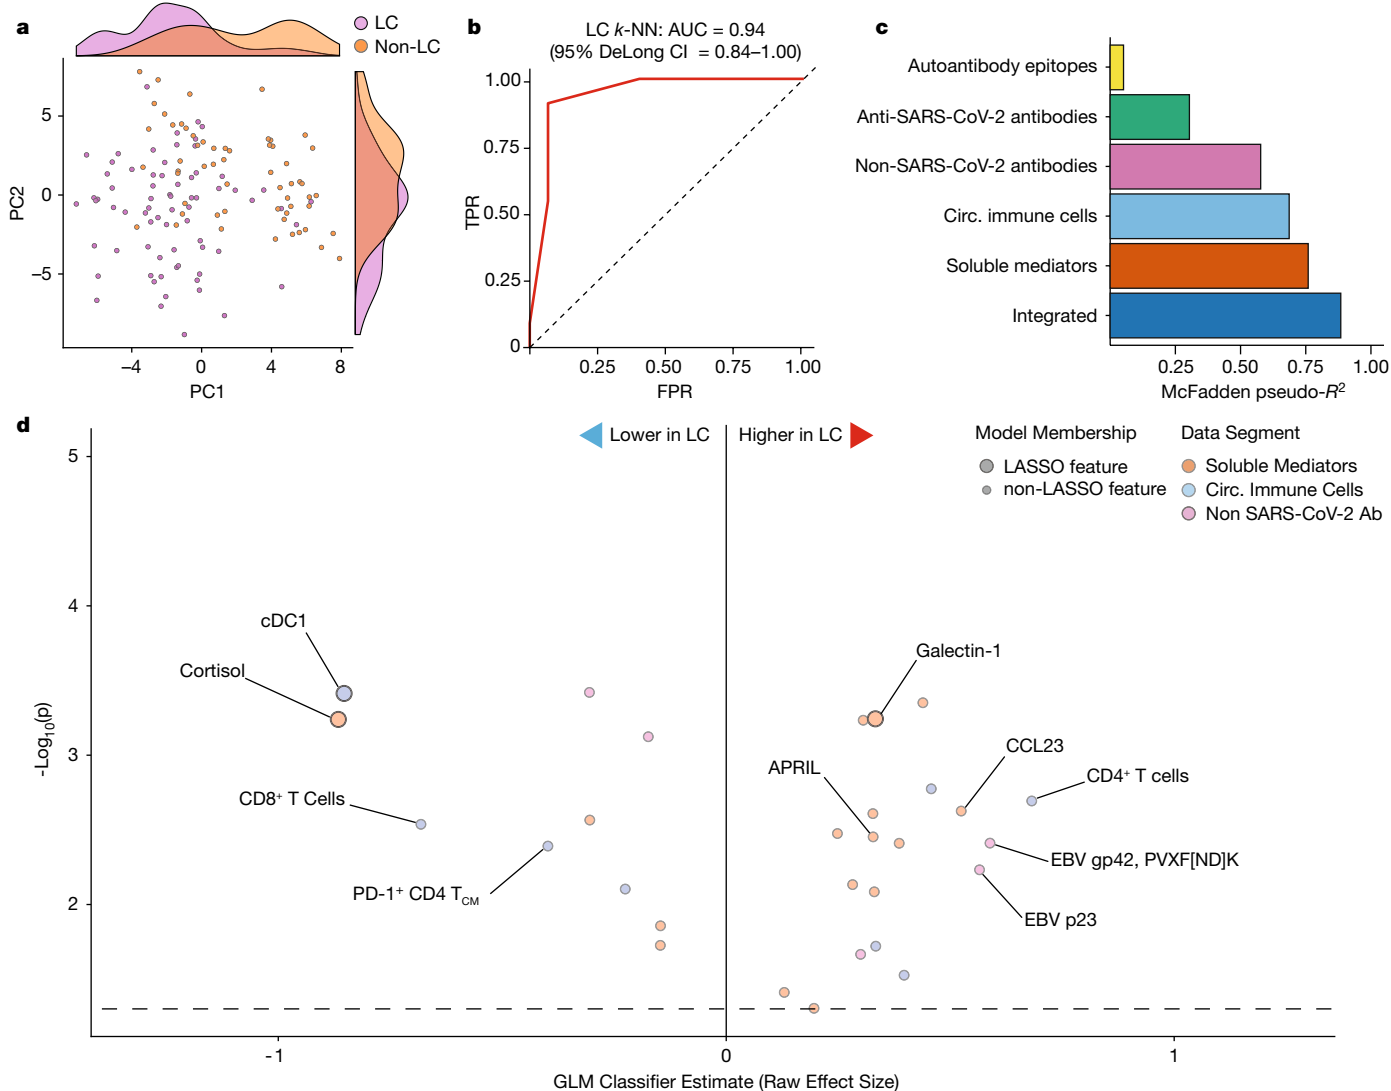 a
LC
Non-LC
5
0
−5
PC2
−4
0
4
8
PC1
b
LC k-NN: AUC = 0.94
(95% DeLong CI = 0.84–1.00)
1.00
0.75
0.50
0.25
0
TPR
0.25
0.50
0.75
1.00
FPR
c
Autoantibody epitopes
Anti-SARS-CoV-2 antibodies
Non-SARS-CoV-2 antibodies
Circ. immune cells
Soluble mediators
Integrated
0.25
0.50
0.75
1.00
McFadden pseudo-R²
d
Lower in LC
Higher in LC
Model Membership
LASSO feature
non-LASSO feature
Data Segment
Soluble Mediators
Circ. Immune Cells
Non SARS-CoV-2 Ab
5
4
3
2
-Log₁₀(p)
cDC1
Cortisol
CD8⁺ T Cells
PD-1⁺ CD4 T_CM
Galectin-1
CCL23
APRIL
CD4⁺ T cells
EBV gp42, PVXF[ND]K
EBV p23
-1
0
1
GLM Classifier Estimate (Raw Effect Size)